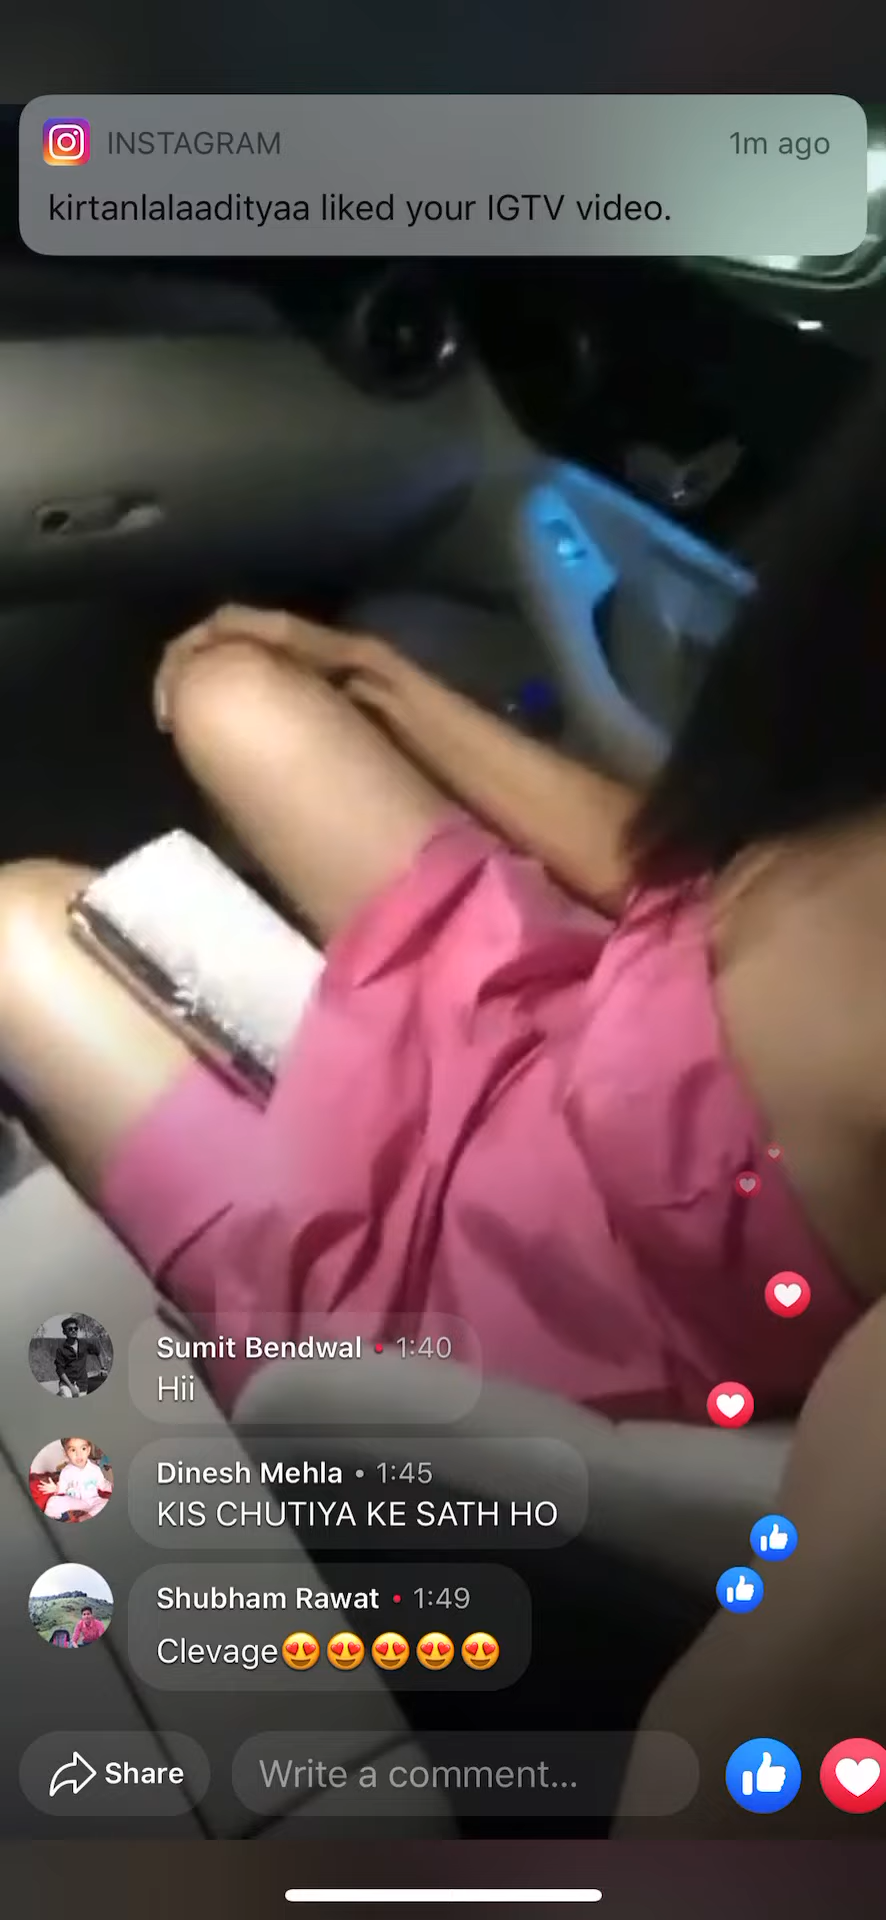 INSTAGRAM 1m ago
kirtanlalaadityaa liked your IGTV video.
Sumit Bendwal • 1:40
Hii
Dinesh Mehla • 1:45
KIS CHUTIYA KE SATH HO
Shubham Rawat • 1:49
Clevage😍😍😍😍😍
Share Write a comment...